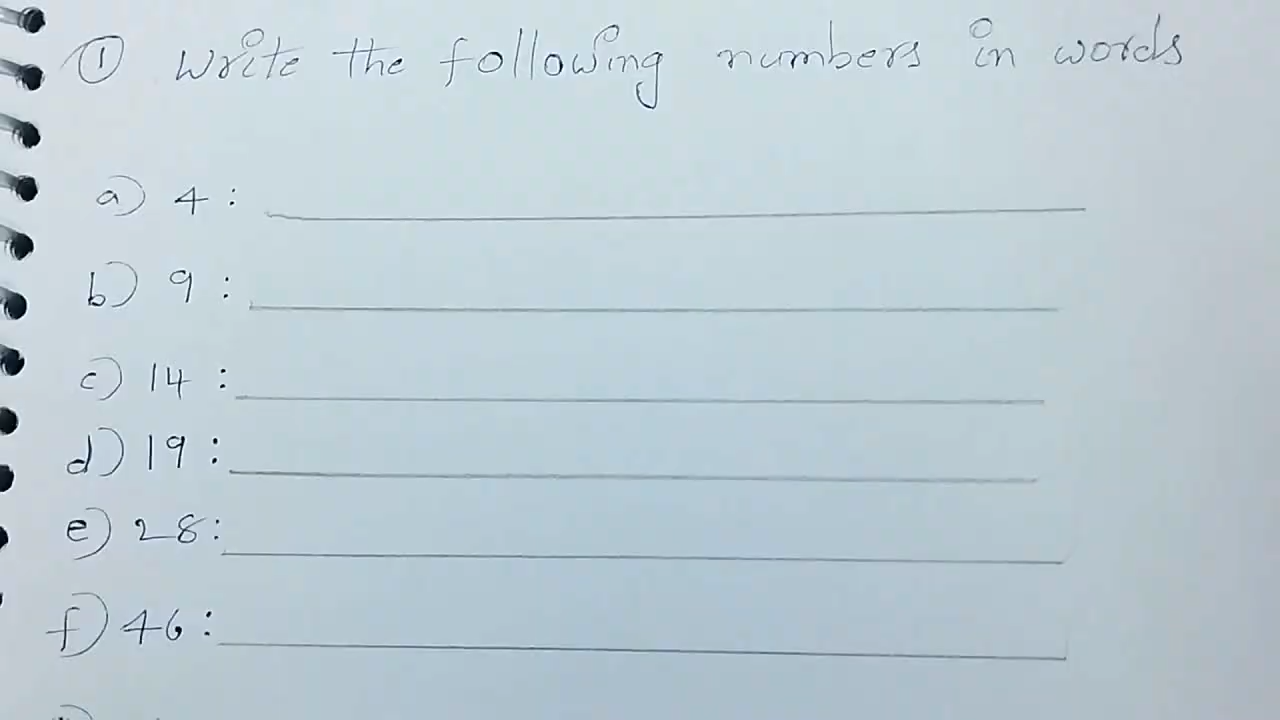 ① Write the following numbers in words
a) 4 :
b) 9 :
c) 14 :
d) 19 :
e) 28 :
f) 46 :